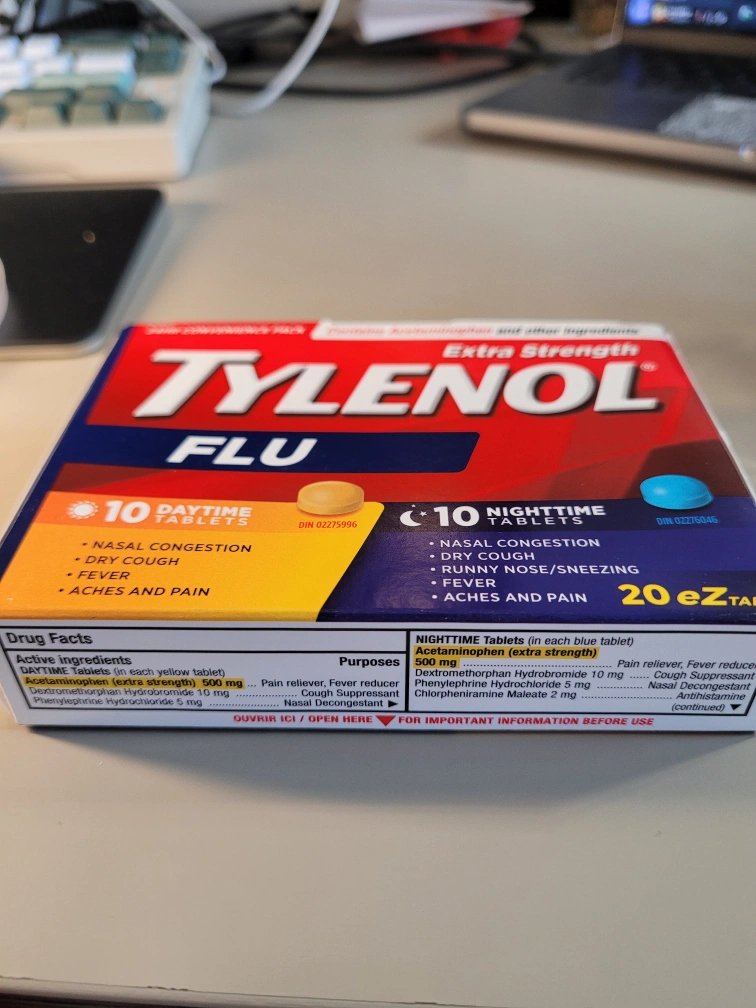 Contains Acetaminophen and other Ingredients
Extra Strength
TYLENOL®
FLU
10 DAYTIME
TABLETS
DIN 02275996
• NASAL CONGESTION
• DRY COUGH
• FEVER
• ACHES AND PAIN
10 NIGHTTIME
TABLETS
DIN 02276046
• NASAL CONGESTION
• DRY COUGH
• RUNNY NOSE/SNEEZING
• FEVER
• ACHES AND PAIN
20 eZ
Drug Facts
Active ingredients Purposes
DAYTIME Tablets (in each yellow tablet)
Acetaminophen (extra strength) 500 mg ... Pain reliever, Fever reducer
Dextromethorphan Hydrobromide 10 mg ........ Cough Suppressant
Phenylephrine Hydrochloride 5 mg ........ Nasal Decongestant ▶
NIGHTTIME Tablets (in each blue tablet)
Acetaminophen (extra strength)
500 mg ........ Pain reliever, Fever reducer
Dextromethorphan Hydrobromide 10 mg ...... Cough Suppressant
Phenylephrine Hydrochloride 5 mg ........ Nasal Decongestant
Chlorpheniramine Maleate 2 mg ........ Antihistamine
(continued) ▼
OUVRIR ICI / OPEN HERE ▼ FOR IMPORTANT INFORMATION BEFORE USE